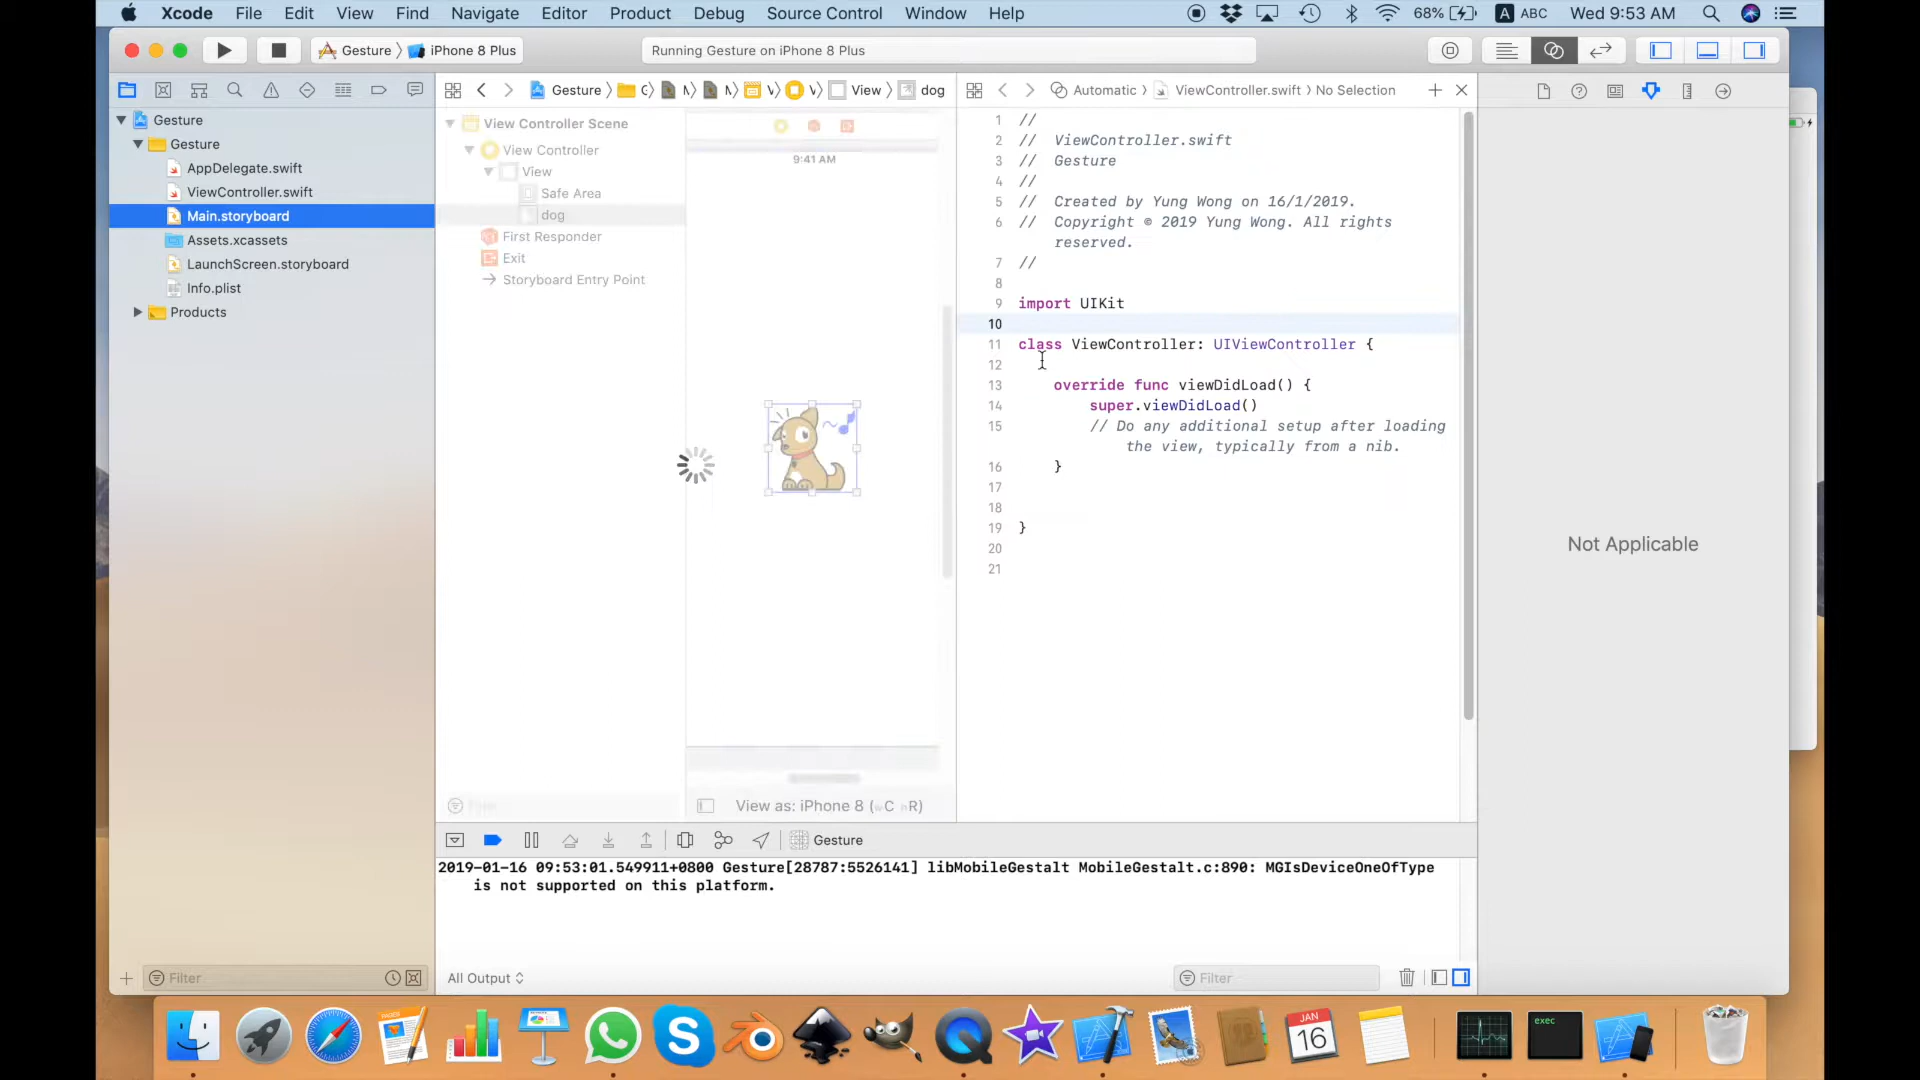 Xcode File Edit View Find Navigate Editor Product Debug Source Control Window Help 68% A ABC Wed 9:53 AM
Gesture 〉 iPhone 8 Plus
Running Gesture on iPhone 8 Plus
Gesture 〉 View 〉 dog
Automatic 〉 ViewController.swift 〉 No Selection
Gesture
Gesture
AppDelegate.swift
ViewController.swift
Main.storyboard
Assets.xcassets
LaunchScreen.storyboard
Info.plist
Products
Filter
View Controller Scene
View Controller
View
Safe Area
dog
First Responder
Exit
Storyboard Entry Point
9:41 AM
View as: iPhone 8 (wC hR)
1 //
2 // ViewController.swift
3 // Gesture
4 //
5 // Created by Yung Wong on 16/1/2019.
6 // Copyright © 2019 Yung Wong. All rights
reserved.
7 //
8
9 import UIKit
10
11 class ViewController: UIViewController {
12
13 override func viewDidLoad() {
14 super.viewDidLoad()
15 // Do any additional setup after loading
the view, typically from a nib.
16 }
17
18
19 }
20
21
Not Applicable
Gesture
2019-01-16 09:53:01.549911+0800 Gesture[28787:5526141] libMobileGestalt MobileGestalt.c:890: MGIsDeviceOneOfType
is not supported on this platform.
All Output
Filter
JAN
16
exec